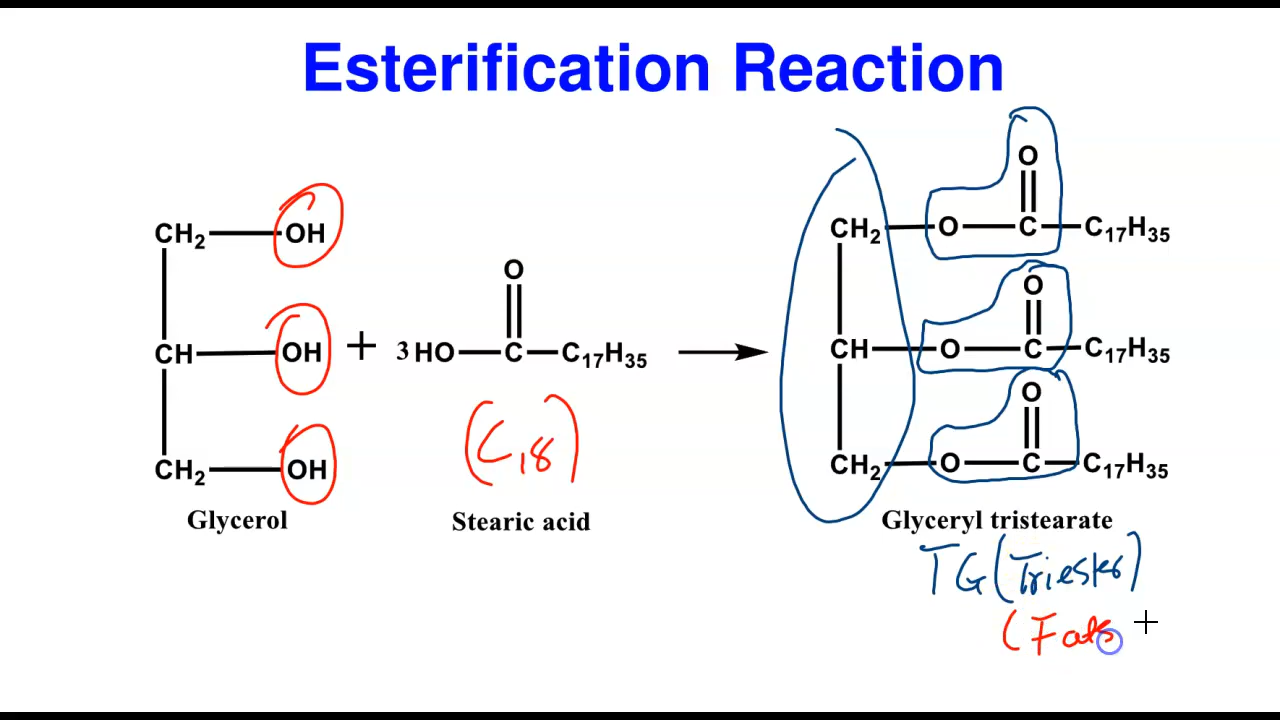 Esterification Reaction
CH2 OH
CH OH
CH2 OH
Glycerol
+
3 HO C C17H35
O
(C18)
Stearic acid
CH2 O C C17H35
O
CH O C C17H35
O
CH2 O C C17H35
O
Glyceryl tristearate
TG (Triester)
(Fats